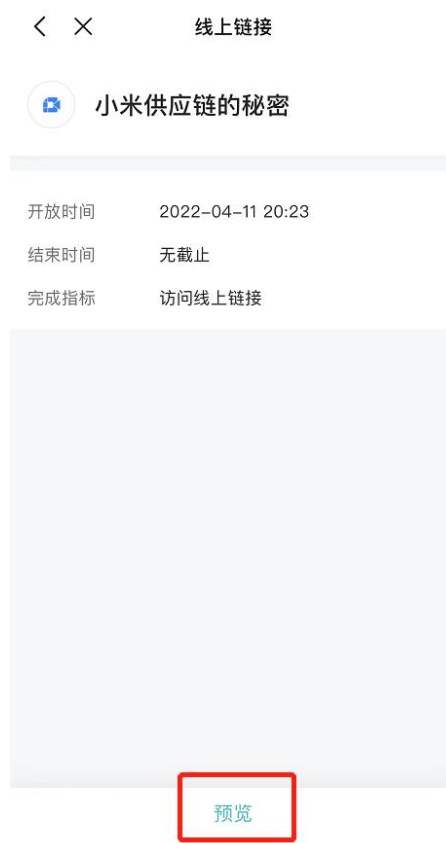 线上链接
小米供应链的秘密
开放时间 2022-04-11 20:23
结束时间 无截止
完成指标 访问线上链接
预览